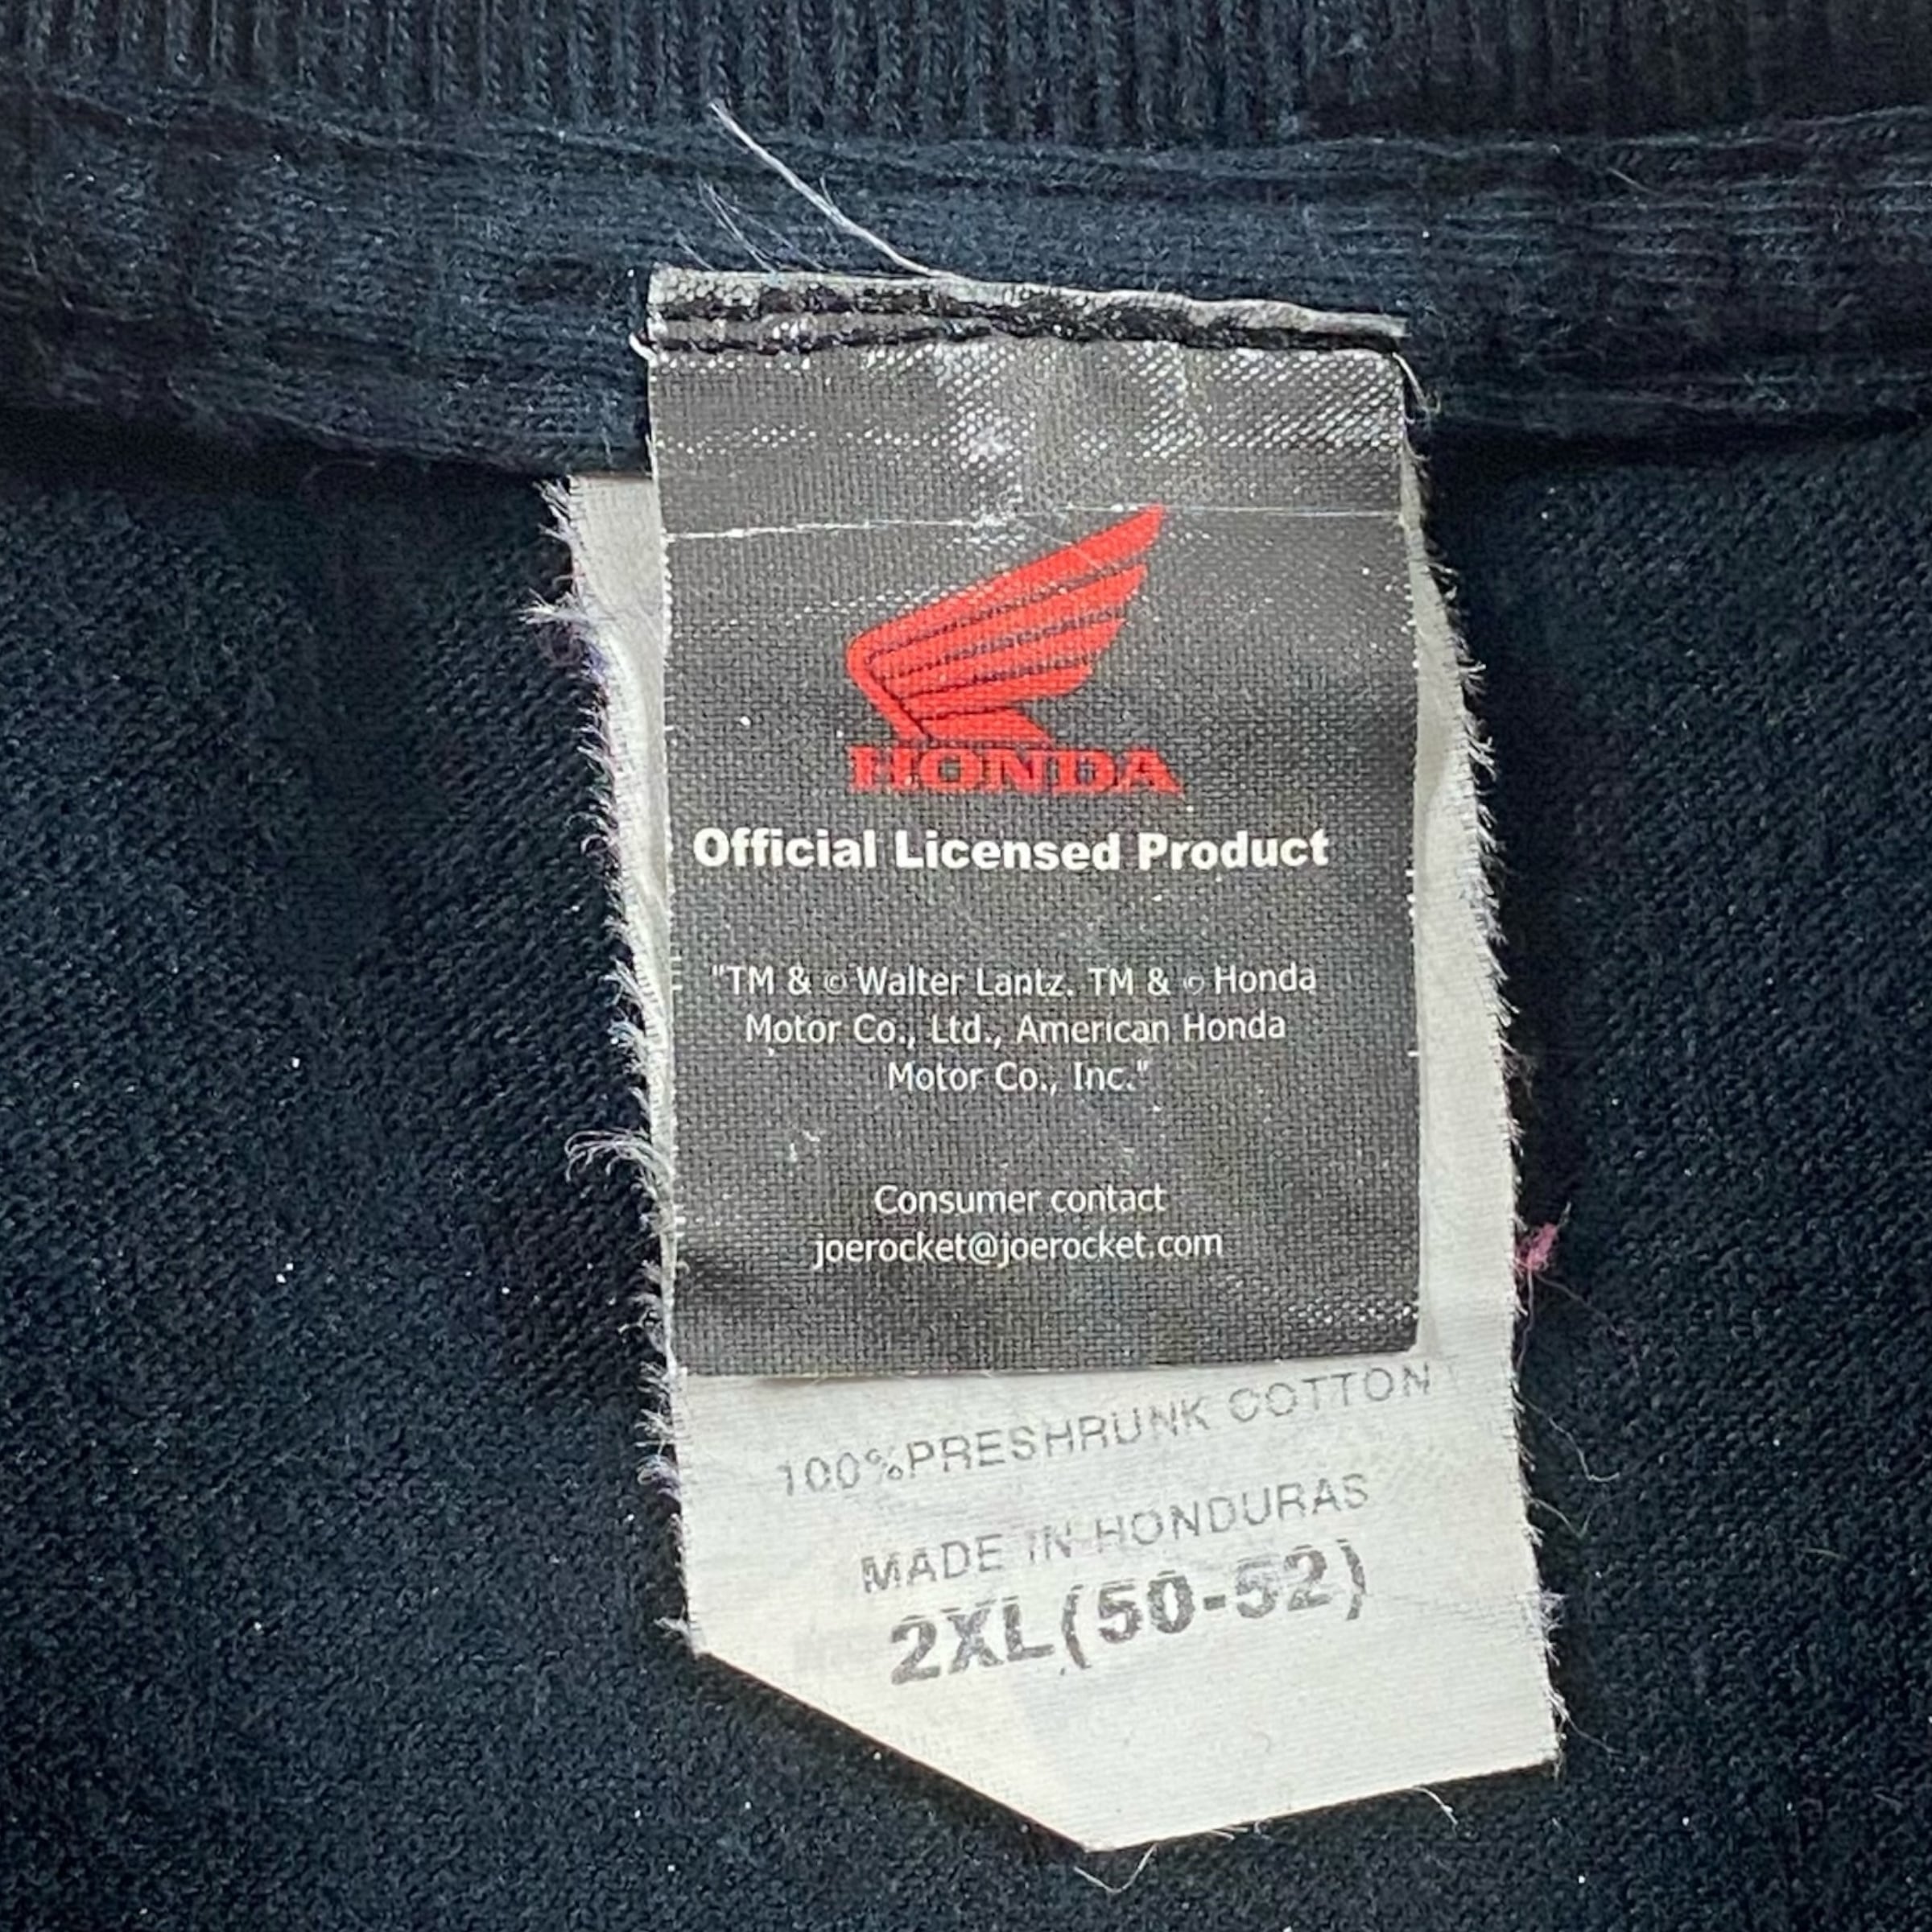 HONDA
Official Licensed Product
"TM & © Walter Lantz. TM & © Honda
Motor Co., Ltd., American Honda
Motor Co., Inc."
Consumer contact
joerocket@joerocket.com
100%PRESHRUNK COTTON
MADE IN HONDURAS
2XL(50-52)